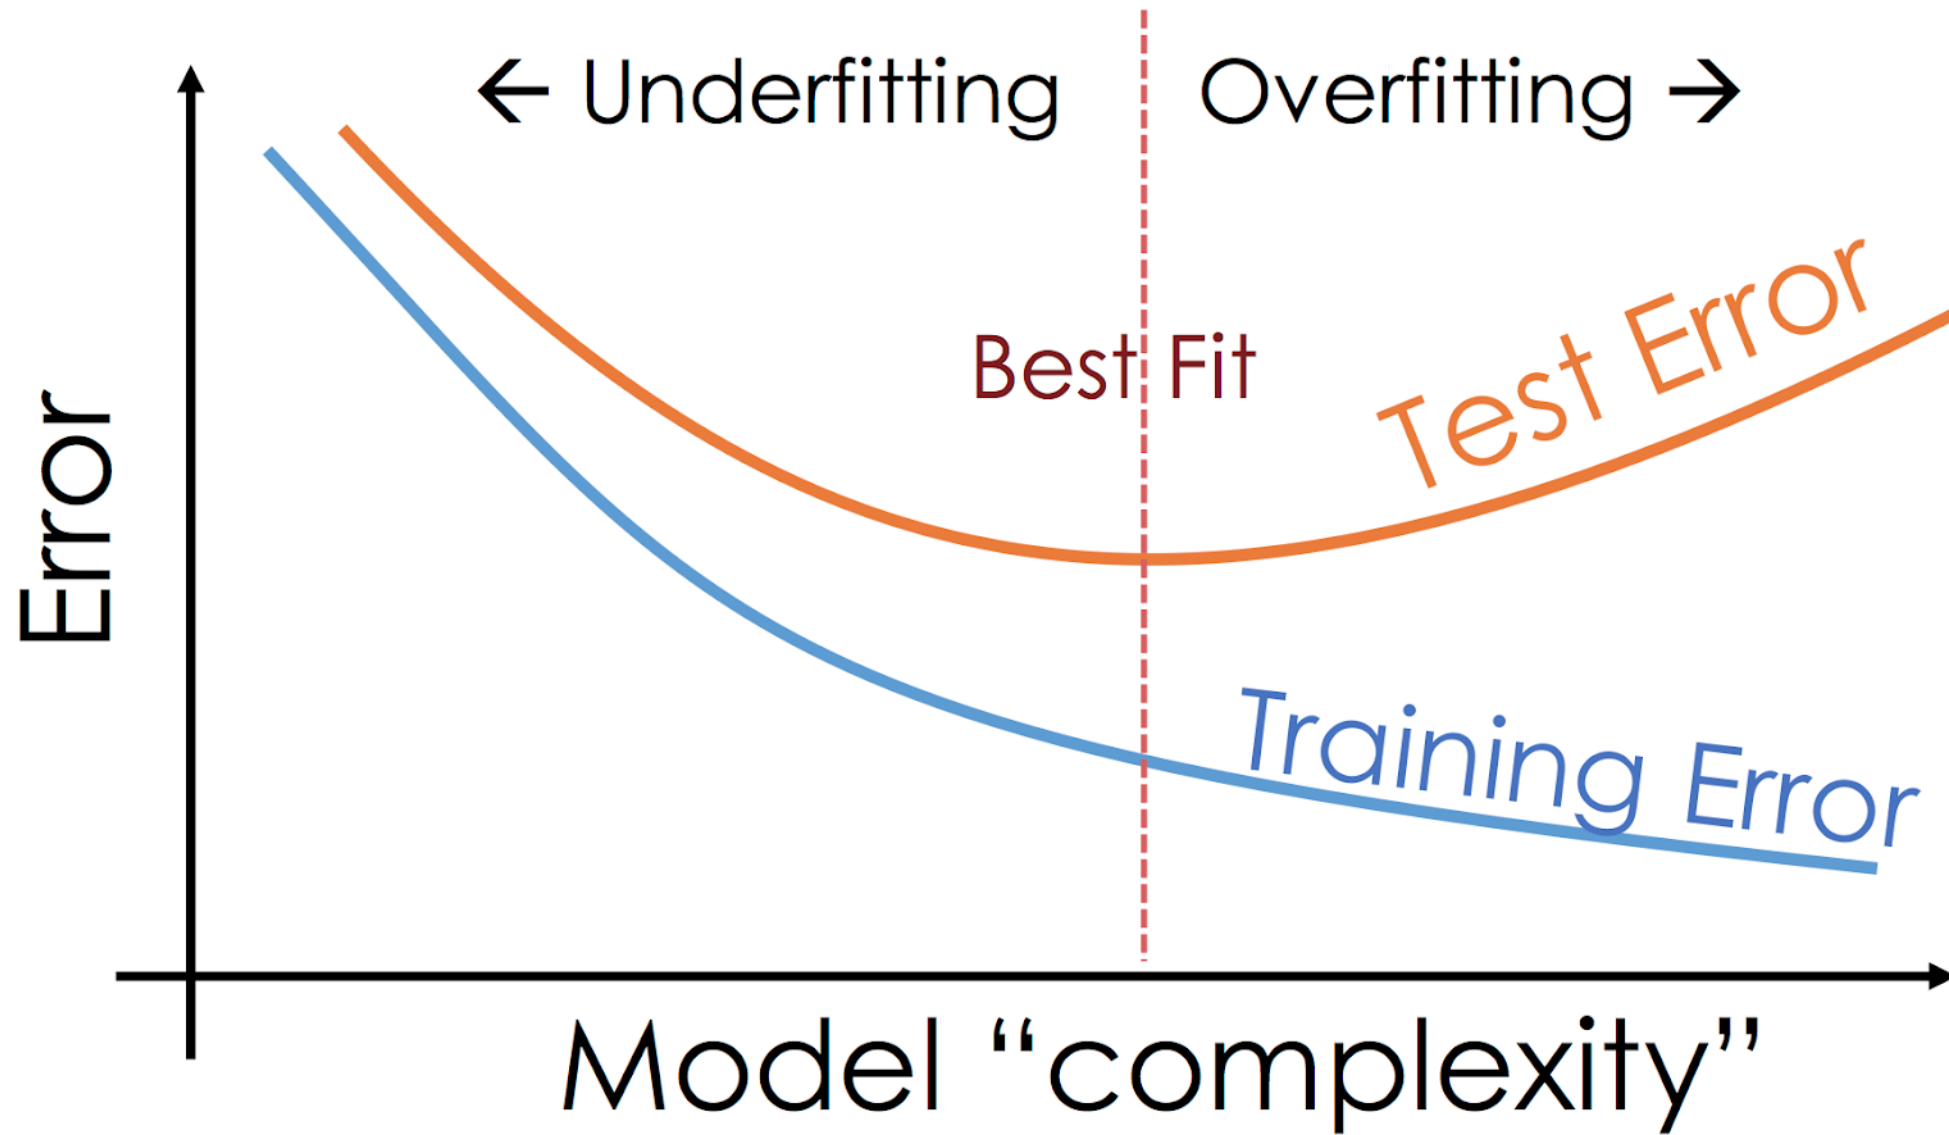 ← Underfitting
Overfitting →
Best Fit
Test Error
Error
Training Error
Model “complexity”